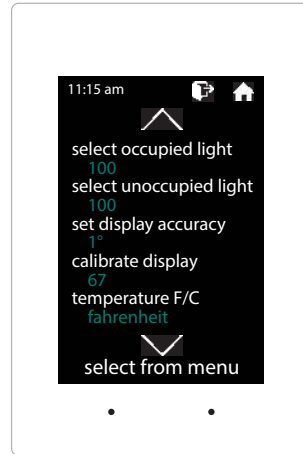 11:15 am
select occupied light
100
select unoccupied light
100
set display accuracy
1°
calibrate display
67
temperature F/C
fahrenheit
select from menu